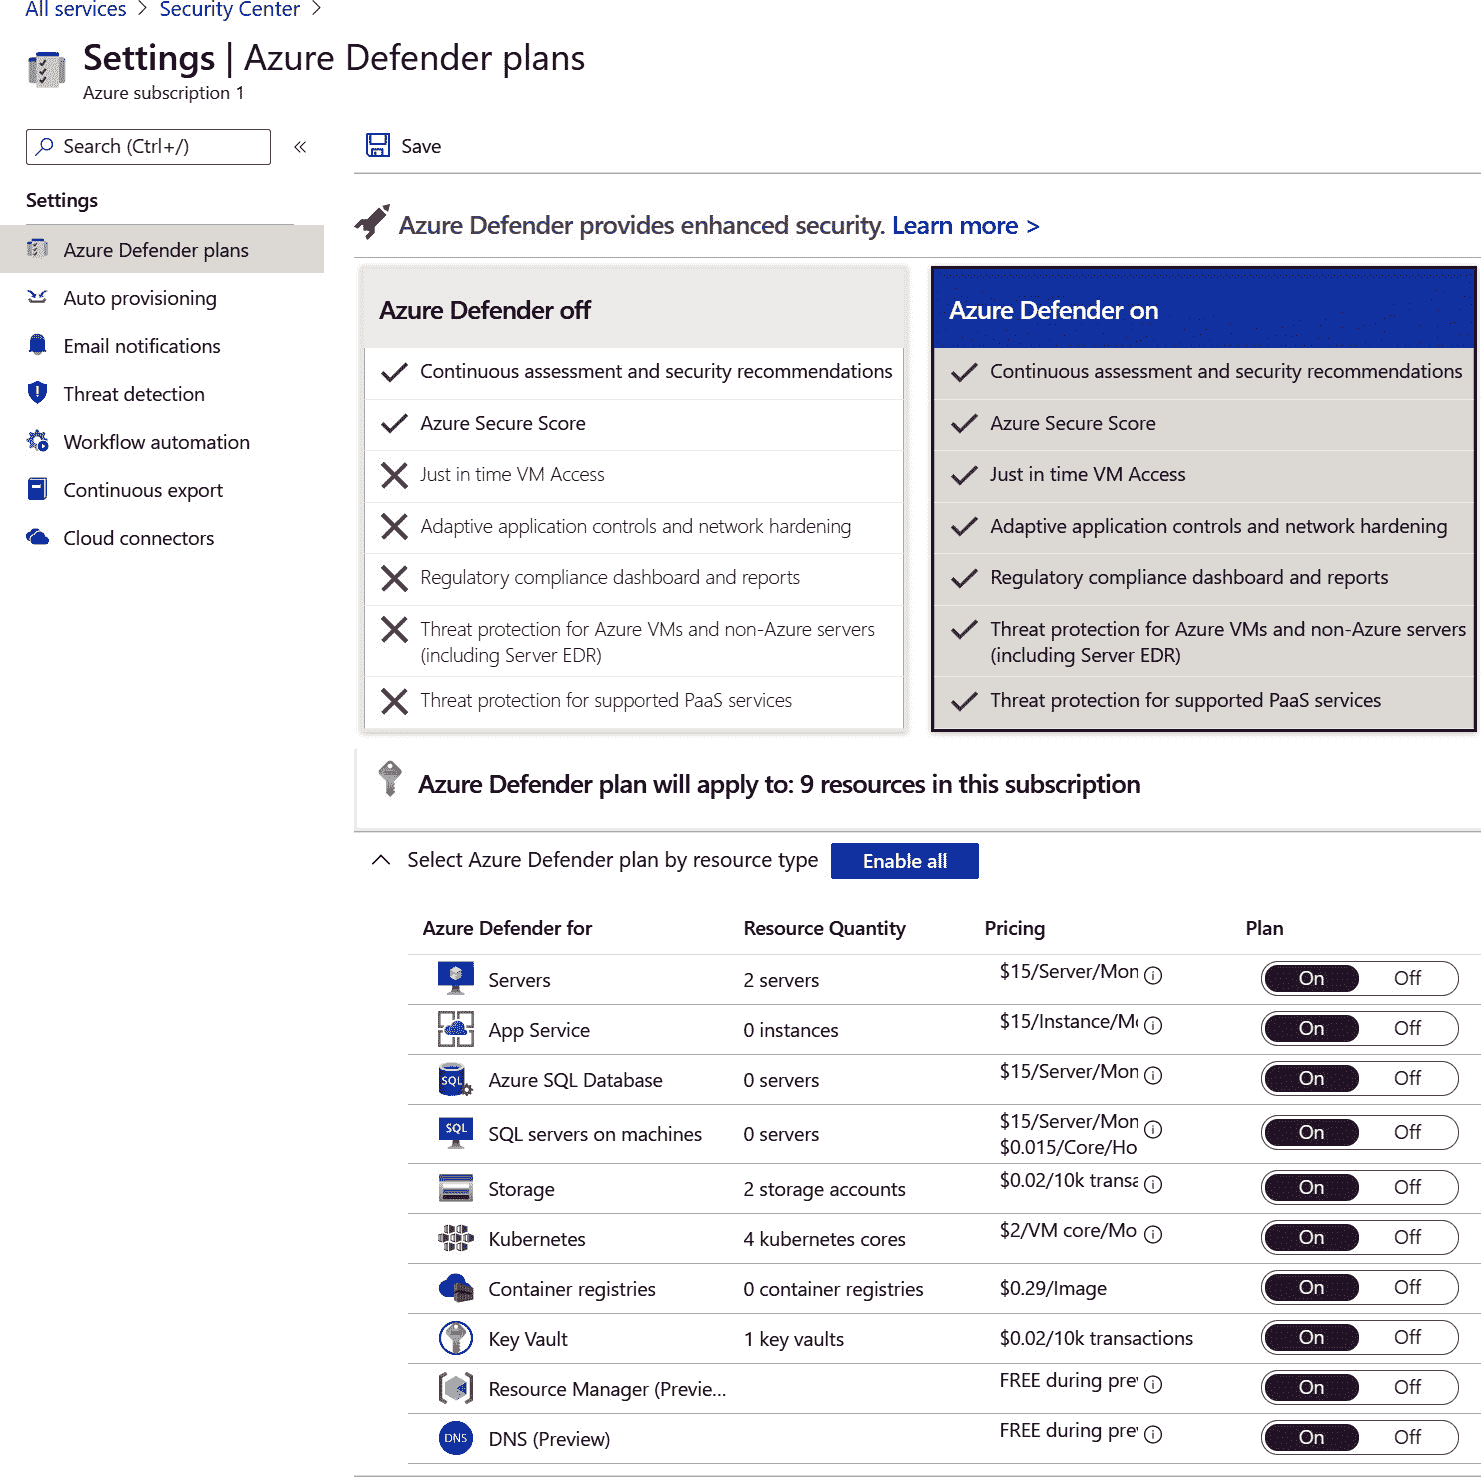 All services > Security Center >
Settings | Azure Defender plans
Azure subscription 1
Search (Ctrl+/)
«
Settings
Azure Defender plans
Auto provisioning
Email notifications
Threat detection
Workflow automation
Continuous export
Cloud connectors
Save
Azure Defender provides enhanced security. Learn more >
Azure Defender off
Continuous assessment and security recommendations
Azure Secure Score
Just in time VM Access
Adaptive application controls and network hardening
Regulatory compliance dashboard and reports
Threat protection for Azure VMs and non-Azure servers
(including Server EDR)
Threat protection for supported PaaS services
Azure Defender on
Continuous assessment and security recommendations
Azure Secure Score
Just in time VM Access
Adaptive application controls and network hardening
Regulatory compliance dashboard and reports
Threat protection for Azure VMs and non-Azure servers
(including Server EDR)
Threat protection for supported PaaS services
Azure Defender plan will apply to: 9 resources in this subscription
Select Azure Defender plan by resource type Enable all
Azure Defender for Resource Quantity Pricing Plan
Servers 2 servers $15/Server/Mon On Off
App Service 0 instances $15/Instance/Mo On Off
SQL Azure SQL Database 0 servers $15/Server/Mon On Off
SQL SQL servers on machines 0 servers $15/Server/Mon On Off
$0.015/Core/Ho
Storage 2 storage accounts $0.02/10k transa On Off
Kubernetes 4 kubernetes cores $2/VM core/Mo On Off
Container registries 0 container registries $0.29/Image On Off
Key Vault 1 key vaults $0.02/10k transactions On Off
Resource Manager (Previe... FREE during prev On Off
DNS DNS (Preview) FREE during prev On Off